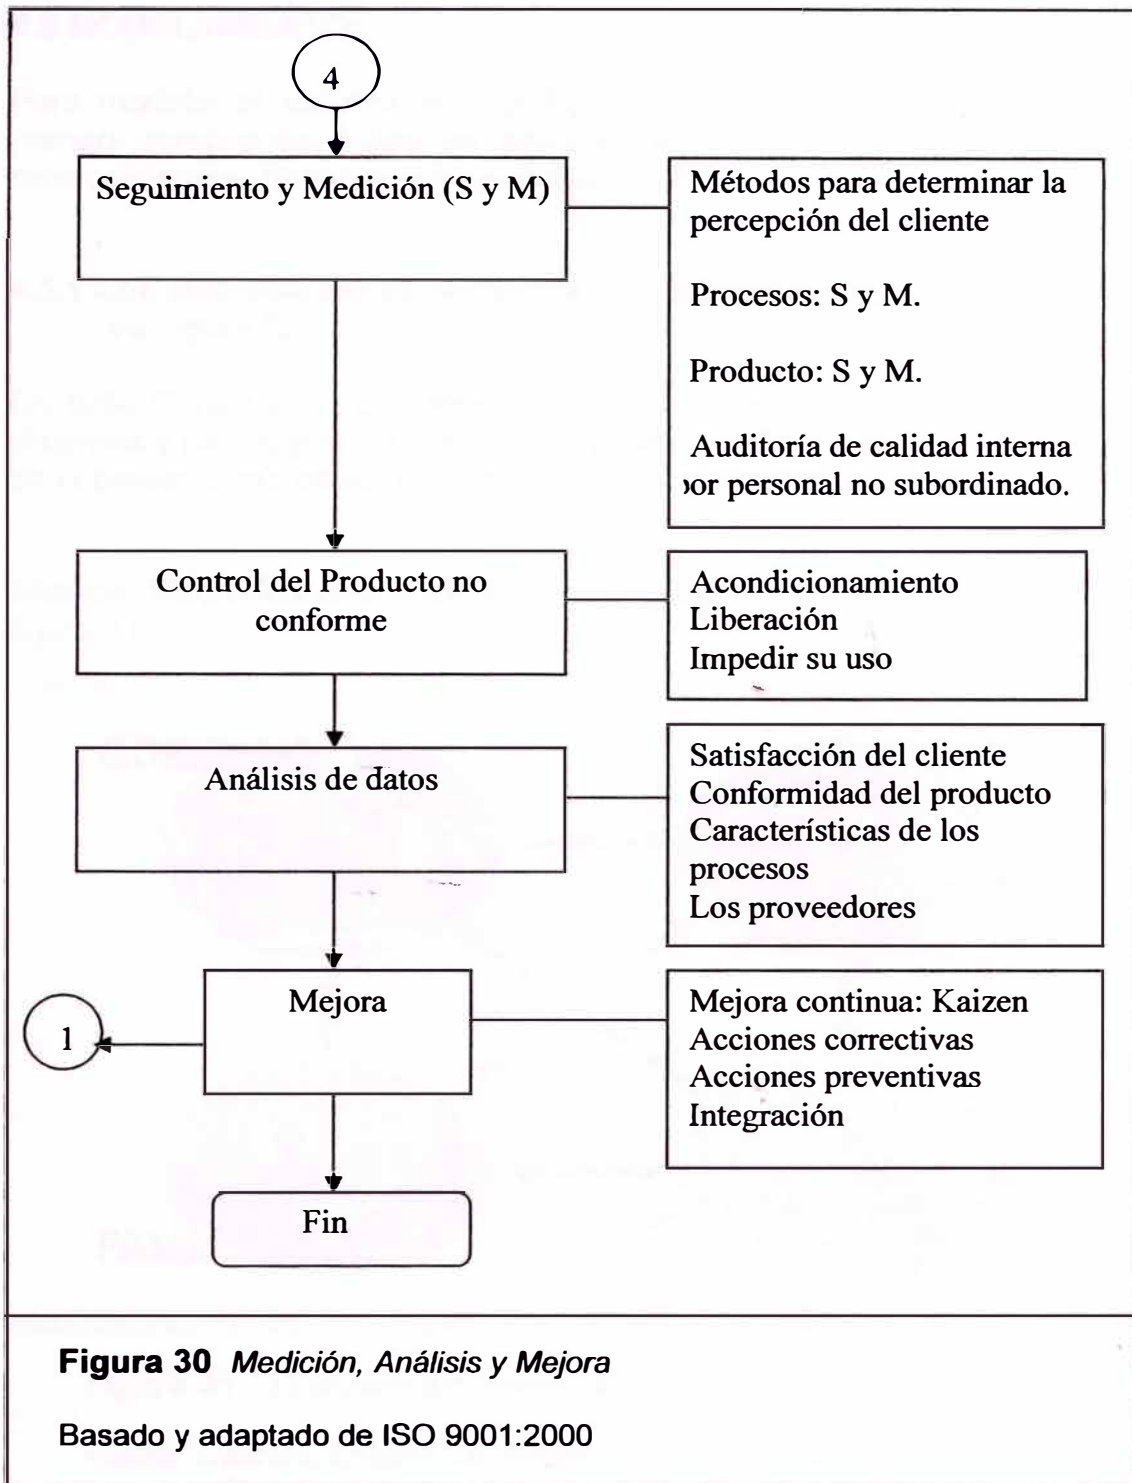 4
Seguimiento y Medición (S y M)
Métodos para determinar la
percepción del cliente
Procesos: S y M.
Producto: S y M.
Auditoría de calidad interna
por personal no subordinado.
Control del Producto no
conforme
Acondicionamiento
Liberación
Impedir su uso
Análisis de datos
Satisfacción del cliente
Conformidad del producto
Características de los
procesos
Los proveedores
Mejora
1
Mejora continua: Kaizen
Acciones correctivas
Acciones preventivas
Integración
Fin
Figura 30 Medición, Análisis y Mejora
Basado y adaptado de ISO 9001:2000